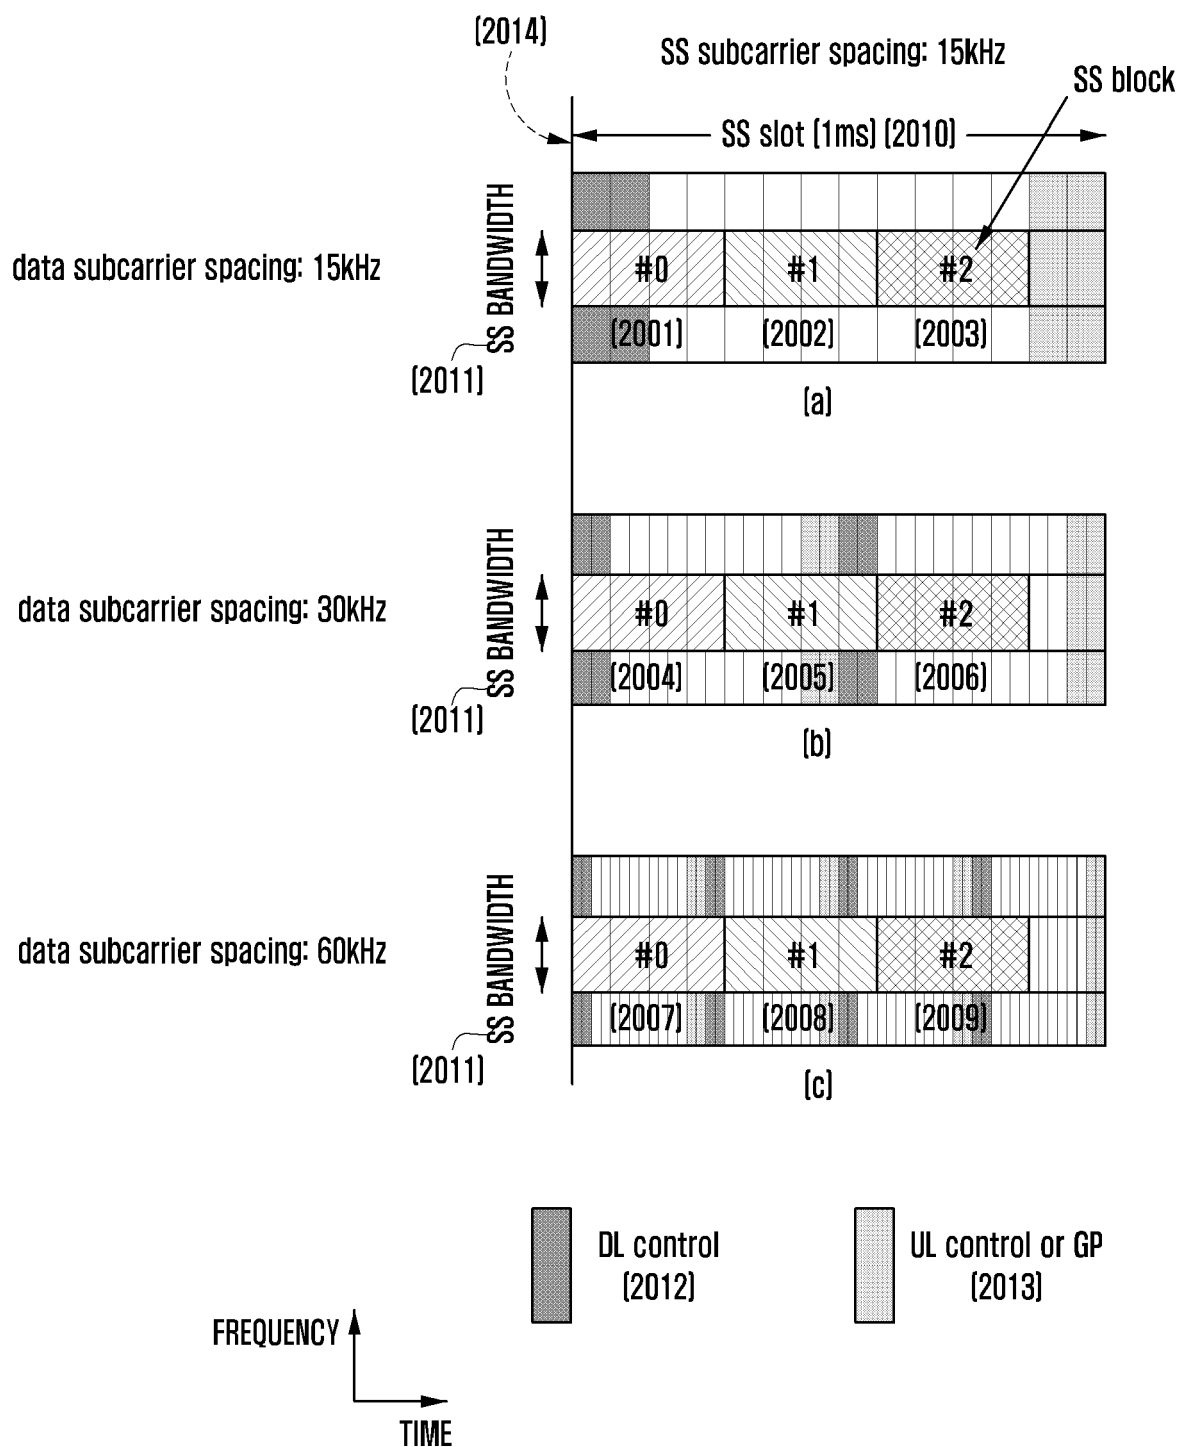 (2014)
SS subcarrier spacing: 15kHz
SS block
SS slot (1ms) (2010)
SS BANDWIDTH
data subcarrier spacing: 15kHz
#0
#1
#2
(2001)
(2002)
(2003)
(2011)
(a)
SS BANDWIDTH
data subcarrier spacing: 30kHz
#0
#1
#2
(2004)
(2005)
(2006)
(2011)
(b)
SS BANDWIDTH
data subcarrier spacing: 60kHz
#0
#1
#2
(2007)
(2008)
(2009)
(2011)
(c)
DL control
(2012)
UL control or GP
(2013)
FREQUENCY
TIME